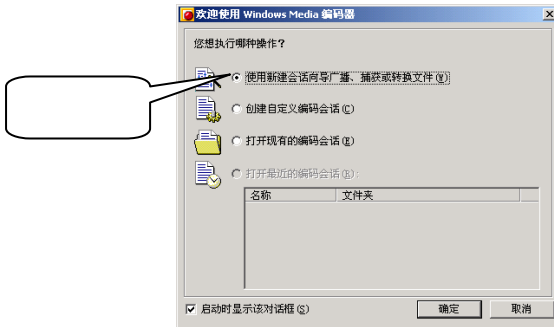 欢迎使用 Windows Media 编码器
您想执行哪种操作？
使用新建会话向导广播、捕获或转换文件(W)
创建自定义编码会话(C)
打开现有的编码会话(E)
打开最近的编码会话(R):
名称 文件夹
启动时显示该对话框(S)
确定 取消